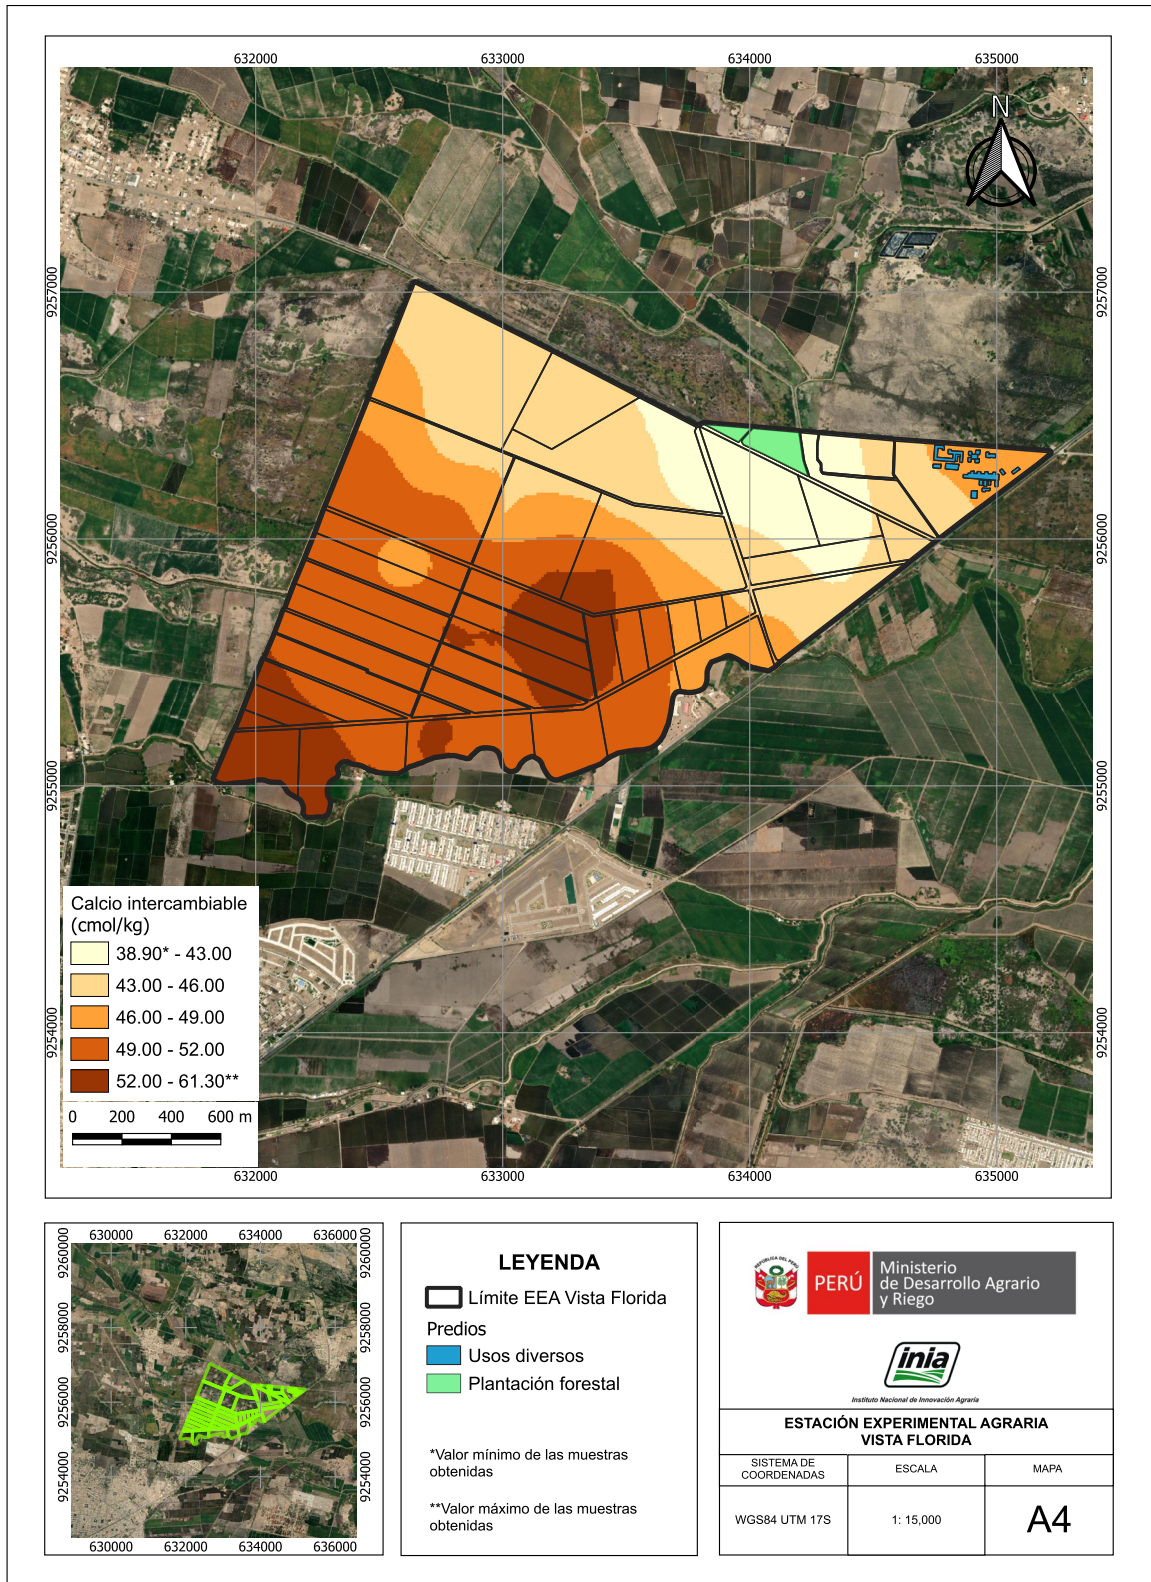 632000 633000 634000 635000
N
9257000 9257000
9256000 9256000
9255000 9255000
9254000 9254000
Calcio intercambiable
(cmol/kg)
38.90* - 43.00
43.00 - 46.00
46.00 - 49.00
49.00 - 52.00
52.00 - 61.30**
0 200 400 600 m
632000 633000 634000 635000
630000 632000 634000 636000
9260000 9260000
9258000 9258000
9256000 9256000
9254000 9254000
630000 632000 634000 636000
LEYENDA
Límite EEA Vista Florida
Predios
Usos diversos
Plantación forestal
*Valor mínimo de las muestras
obtenidas
**Valor máximo de las muestras
obtenidas
REPÚBLICA DEL PERÚ
PERÚ
Ministerio
de Desarrollo Agrario
y Riego
inia
Instituto Nacional de Innovación Agraria
ESTACIÓN EXPERIMENTAL AGRARIA
VISTA FLORIDA
SISTEMA DE
COORDENADAS
ESCALA
MAPA
WGS84 UTM 17S
1: 15,000
A4